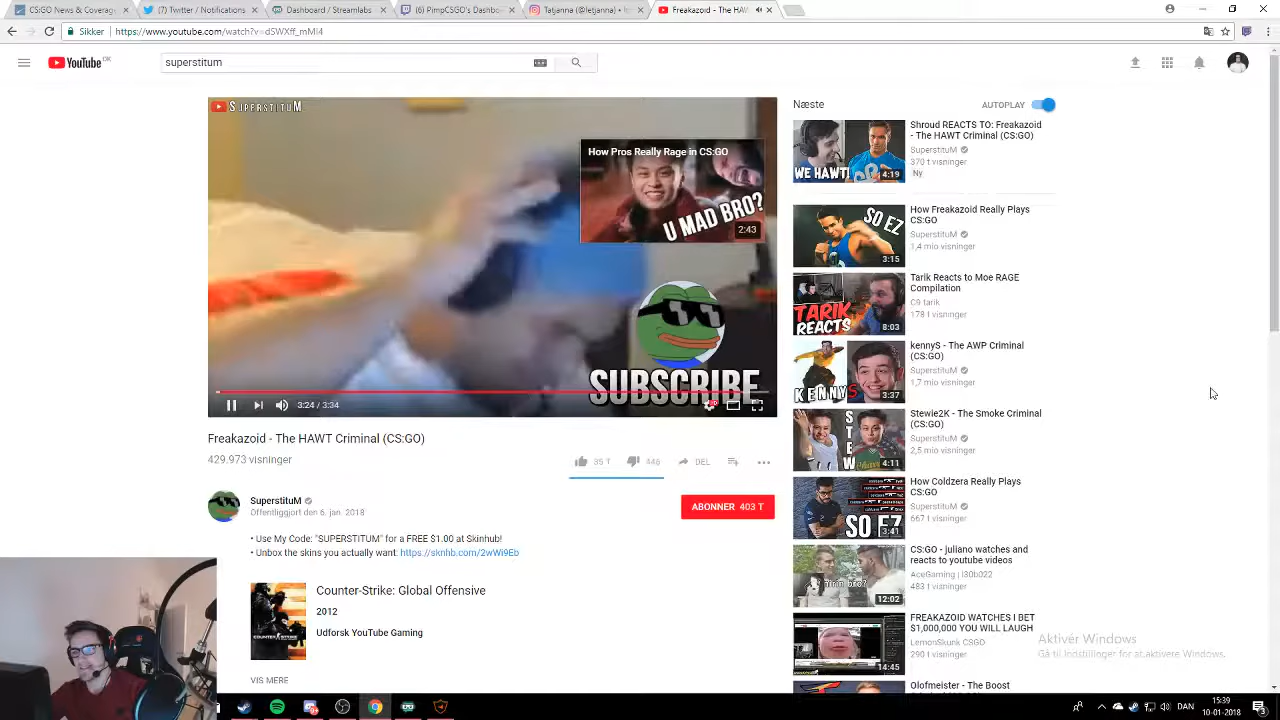 CS:GO News & Coverag
(7) Twitter / Notifications
Dashboard / Streamlabs
(6) PimpCSGO's Dashbo
Tatjanna (@etjanna) • In
Freakazoid - The HAW
Sikker
https://www.youtube.com/watch?v=dSWXff_mMl4
YouTube
DK
superstitum
SUPERSTITUM
How Pros Really Rage in CS:GO
U MAD BRO?
2:43
SUBSCRIBE
3:24 / 3:34
Freakazoid - The HAWT Criminal (CS:GO)
429.973 visninger
35 T
446
DEL
SuperstituM
Offentliggjort den 8. jan. 2018
ABONNER 403 T
• Use My Code: "SUPERSTITUM" for a FREE $1.00 at Skinhub!
• Unbox the skins you actually want: https://sknhb.com/2wWi9Eb
Counter-Strike: Global Offensive
2012
Udforsk YouTube Gaming
VIS MERE
Næste
AUTOPLAY
Shroud REACTS TO: Freakazoid
- The HAWT Criminal (CS:GO)
SuperstituM
370 t visninger
Ny
WE HAWT!
4:19
How Freakazoid Really Plays
CS:GO
SuperstituM
1,4 mio visninger
SO EZ
3:15
Tarik Reacts to Moe RAGE
Compilation
C9 tarik
178 t visninger
TARIK
REACTS
8:03
kennyS - The AWP Criminal
(CS:GO)
SuperstituM
1,7 mio visninger
KENNYS
3:37
Stewie2K - The Smoke Criminal
(CS:GO)
SuperstituM
2,5 mio visninger
STEW
4:11
How Coldzera Really Plays
CS:GO
SuperstituM
667 t visninger
SO EZ
3:41
CS:GO - juliano watches and
reacts to youtube videos
AceGaming | i30b022
483 t visninger
12:02
FREAKAZOID WATCHES I BET
$1,000,000 YOU WILL LAUGH
LemonSkunk CSGO
290 t visninger
14:45
Olofmeister - The Boost
Aktivér Windows
Gå til Indstillinger for at aktivere Windows.
DAN
15:39
10-01-2018